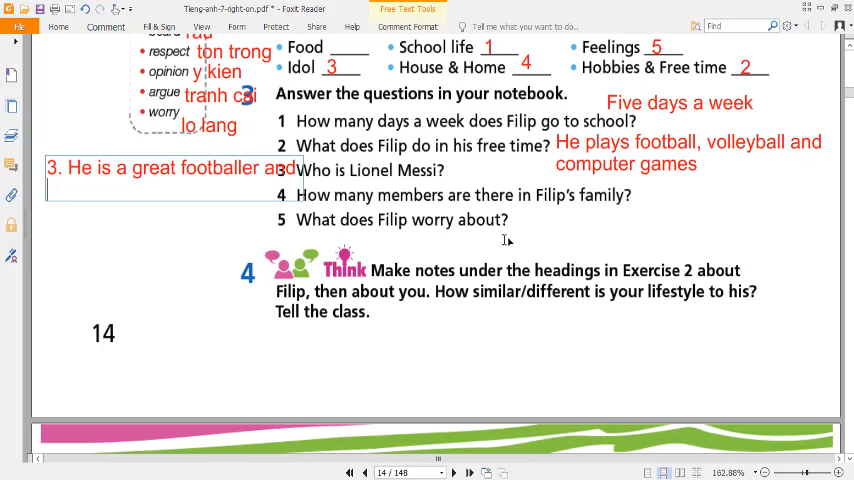 Tieng-anh-7-right-on.pdf * - Foxit Reader
Free Text Tools
File
Home
Comment
Fill & Sign
View
Form
Protect
Share
Help
Comment Format
Tell me what you want to do...
Find
rau
• respect ton trong
• opinion y kien
• argue tranh cai
• worry
lo lang
• Food ____ • School life 1 • Feelings 5
• Idol 3 • House & Home 4 • Hobbies & Free time 2
3 Answer the questions in your notebook.
Five days a week
1 How many days a week does Filip go to school?
2 What does Filip do in his free time? He plays football, volleyball and
computer games
3. He is a great footballer and
3 Who is Lionel Messi?
4 How many members are there in Filip's family?
5 What does Filip worry about?
4 Think Make notes under the headings in Exercise 2 about
Filip, then about you. How similar/different is your lifestyle to his?
Tell the class.
14
14 / 148
162.88%